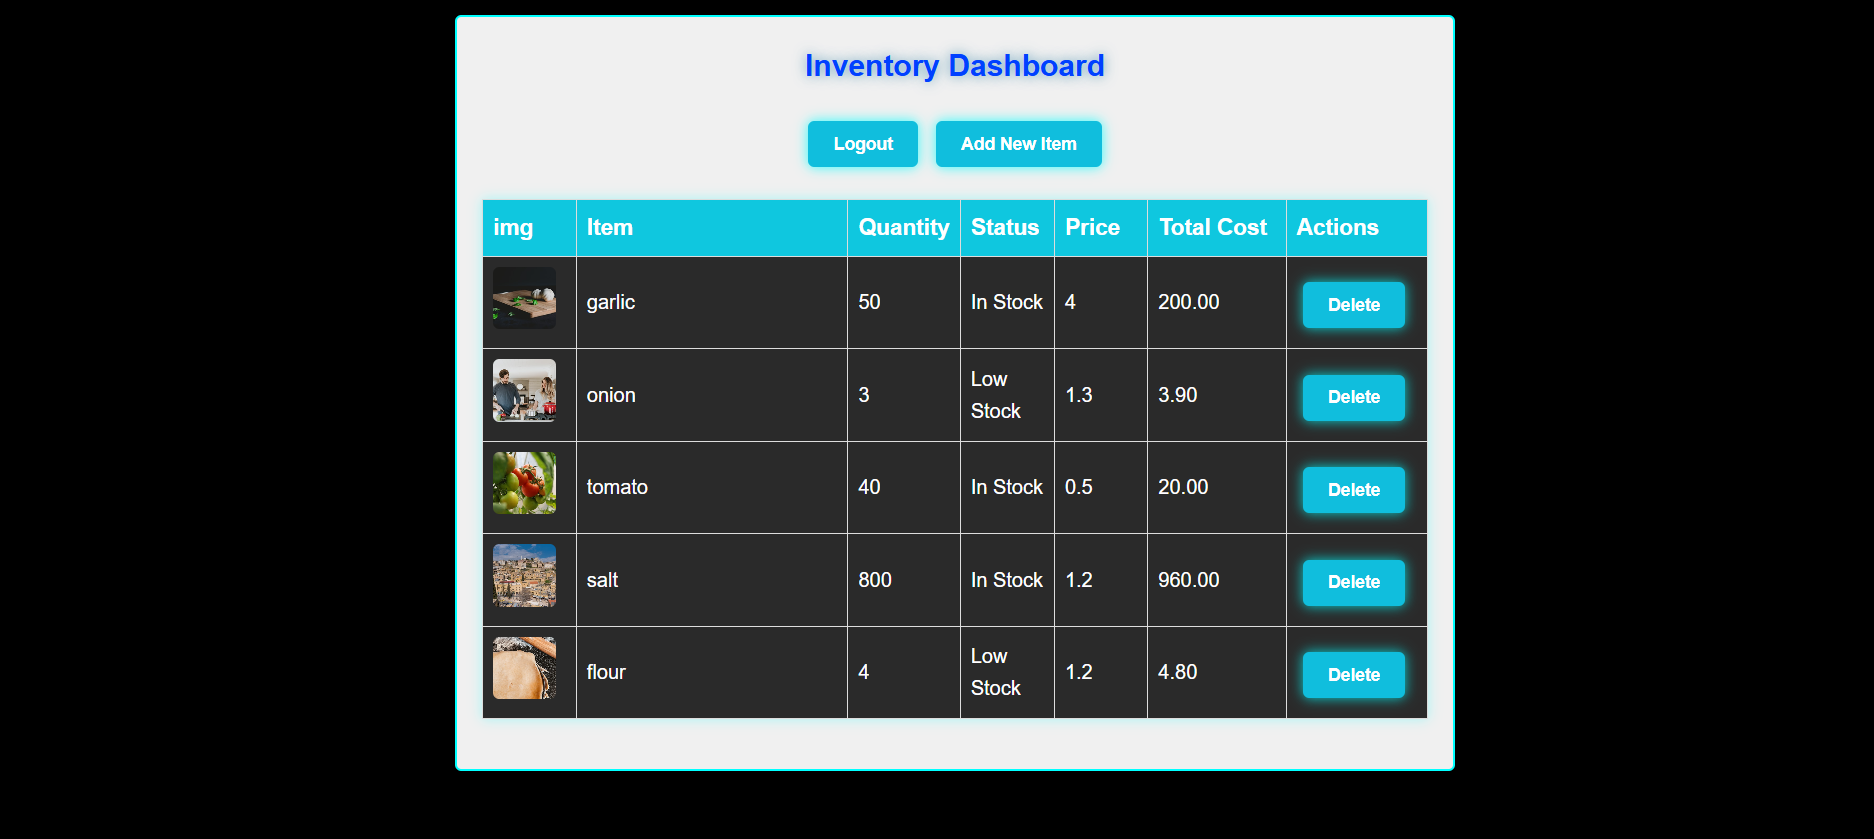 Inventory Dashboard
Logout Add New Item
img Item Quantity Status Price Total Cost Actions
garlic 50 In Stock 4 200.00 Delete
onion 3 Low Stock 1.3 3.90 Delete
tomato 40 In Stock 0.5 20.00 Delete
salt 800 In Stock 1.2 960.00 Delete
flour 4 Low Stock 1.2 4.80 Delete